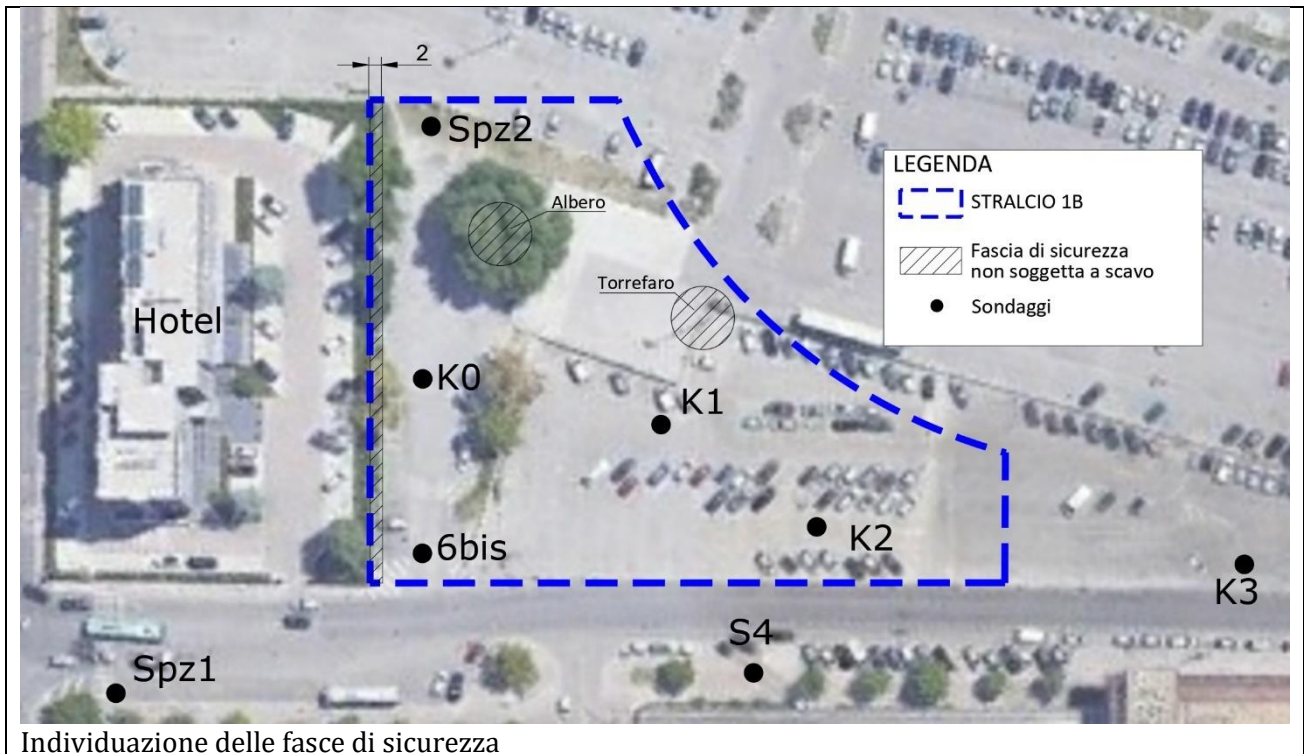 2
Spz2
LEGENDA
STRALCIO 1B
Fascia di sicurezza
non soggetta a scavo
Sondaggi
Albero
Torrefaro
Hotel
K0
K1
6bis
K2
K3
S4
Spz1
Individuazione delle fasce di sicurezza